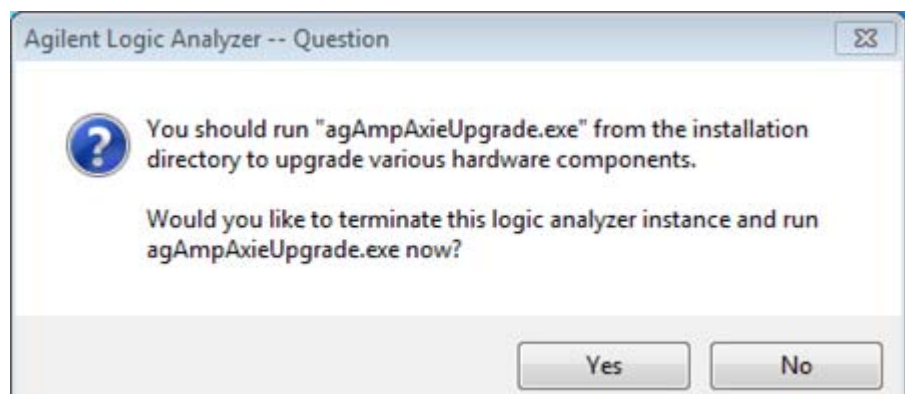 Agilent Logic Analyzer -- Question
You should run "agAmpAxieUpgrade.exe" from the installation
directory to upgrade various hardware components.
Would you like to terminate this logic analyzer instance and run
agAmpAxieUpgrade.exe now?
Yes No